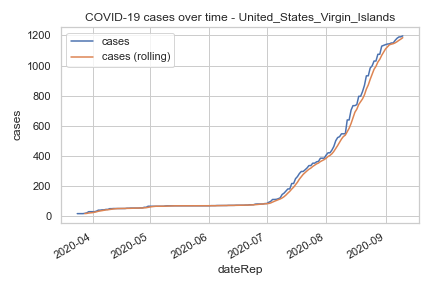 COVID-19 cases over time - United_States_Virgin_Islands
cases
cases (rolling)
1200
1000
800
600
400
200
0
cases
2020-04
2020-05
2020-06
2020-07
2020-08
2020-09
dateRep